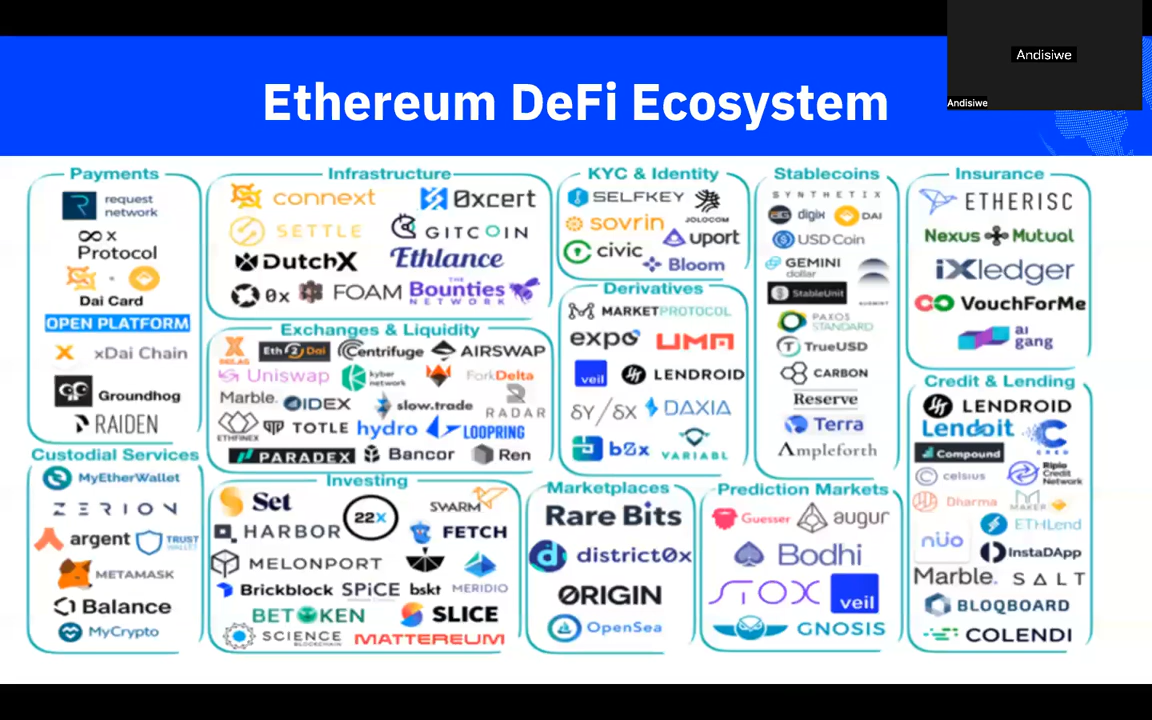 Andisiwe
Andisiwe
Ethereum DeFi Ecosystem
Payments
request
network
Protocol
Dai Card
OPEN PLATFORM
xDai Chain
Groundhog
RAIDEN
Infrastructure
connext
0xcert
SETTLE
GITCOIN
DutchX
Ethlance
0x
FOAM
THE
Bounties
NETWORK
KYC & Identity
SELFKEY
JOLOCOM
sovrin
civic
uport
Bloom
Stablecoins
SYNTHETIX
digix
DAI
USD Coin
GEMINI
dollar
StableUnit
PAXOS
STANDARD
TrueUSD
CARBON
Reserve
Terra
Ampleforth
Insurance
ETHERISC
Nexus Mutual
iXledger
VouchForMe
ai
gang
Exchanges & Liquidity
Eth2Dai
Centrifuge
AIRSWAP
Uniswap
kyber
network
ForkDelta
Marble.
IDEX
slow.trade
RADAR
ETHFINEX
TOTLE
hydro
LOOPRING
PARADEX
Bancor
Ren
Derivatives
MARKETPROTOCOL
expo
UMA
veil
LENDROID
δY/δX
DAXIA
bZx
VARIABL
Credit & Lending
LENDROID
Lendoit
CRED
Compound
celsius
Ripio
Credit
Network
Dharma
MAKER
ETHLend
nüo
InstaDApp
Marble.
SALT
BLOQBOARD
COLENDI
Custodial Services
MyEtherWallet
ZERION
argent
TRUST
WALLET
METAMASK
Balance
MyCrypto
Investing
Set
22X
SWARM
HARBOR
FETCH
MELONPORT
Brickblock
SPiCE
bskt
MERIDIO
BETOKEN
SLICE
SCIENCE
BLOCKCHAIN
MATTEREUM
Marketplaces
Rare Bits
district0x
ORIGIN
OpenSea
Prediction Markets
Guesser
augur
Bodhi
STOX
veil
GNOSIS